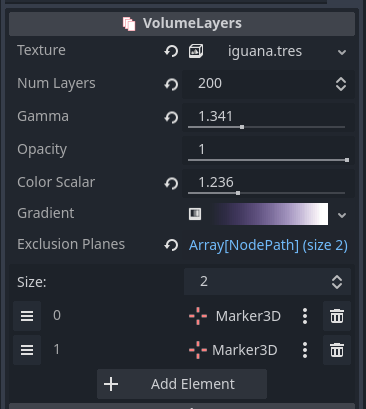 VolumeLayers
Texture iguana.tres
Num Layers 200
Gamma 1.341
Opacity 1
Color Scalar 1.236
Gradient
Exclusion Planes Array[NodePath] (size 2)
Size: 2
0 Marker3D
1 Marker3D
Add Element